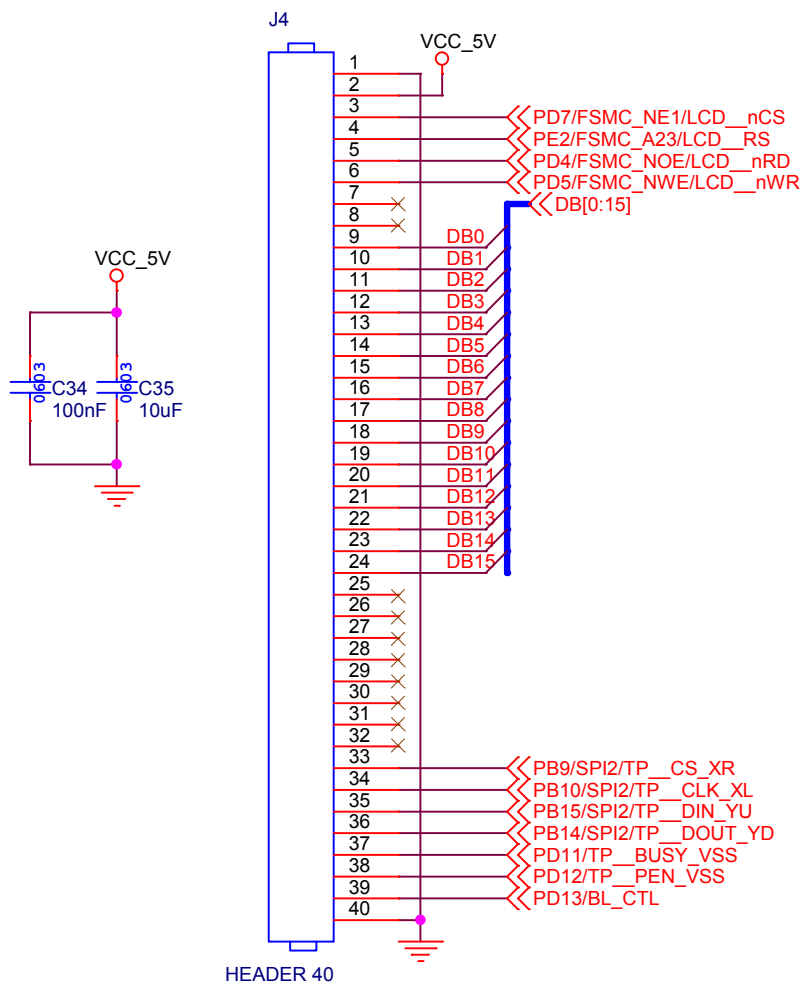 J4
VCC_5V
1
2
3 PD7/FSMC_NE1/LCD__nCS
4 PE2/FSMC_A23/LCD__RS
5 PD4/FSMC_NOE/LCD__nRD
6 PD5/FSMC_NWE/LCD__nWR
7 DB[0:15]
8
9 DB0
10 DB1
11 DB2
12 DB3
13 DB4
14 DB5
15 DB6
16 DB7
17 DB8
18 DB9
19 DB10
20 DB11
21 DB12
22 DB13
23 DB14
24 DB15
25
26
27
28
29
30
31
32
33 PB9/SPI2/TP__CS_XR
34 PB10/SPI2/TP__CLK_XL
35 PB15/SPI2/TP__DIN_YU
36 PB14/SPI2/TP__DOUT_YD
37 PD11/TP__BUSY_VSS
38 PD12/TP__PEN_VSS
39 PD13/BL_CTL
40
HEADER 40
VCC_5V
0603 C34 0603 C35
100nF 10uF